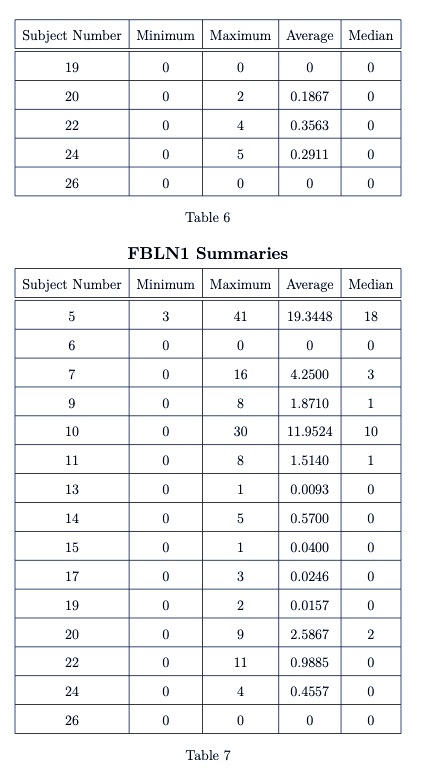 Subject Number Minimum Maximum Average Median
19 0 0 0 0
20 0 2 0.1867 0
22 0 4 0.3563 0
24 0 5 0.2911 0
26 0 0 0 0
Table 6
FBLN1 Summaries
Subject Number Minimum Maximum Average Median
5 3 41 19.3448 18
6 0 0 0 0
7 0 16 4.2500 3
9 0 8 1.8710 1
10 0 30 11.9524 10
11 0 8 1.5140 1
13 0 1 0.0093 0
14 0 5 0.5700 0
15 0 1 0.0400 0
17 0 3 0.0246 0
19 0 2 0.0157 0
20 0 9 2.5867 2
22 0 11 0.9885 0
24 0 4 0.4557 0
26 0 0 0 0
Table 7